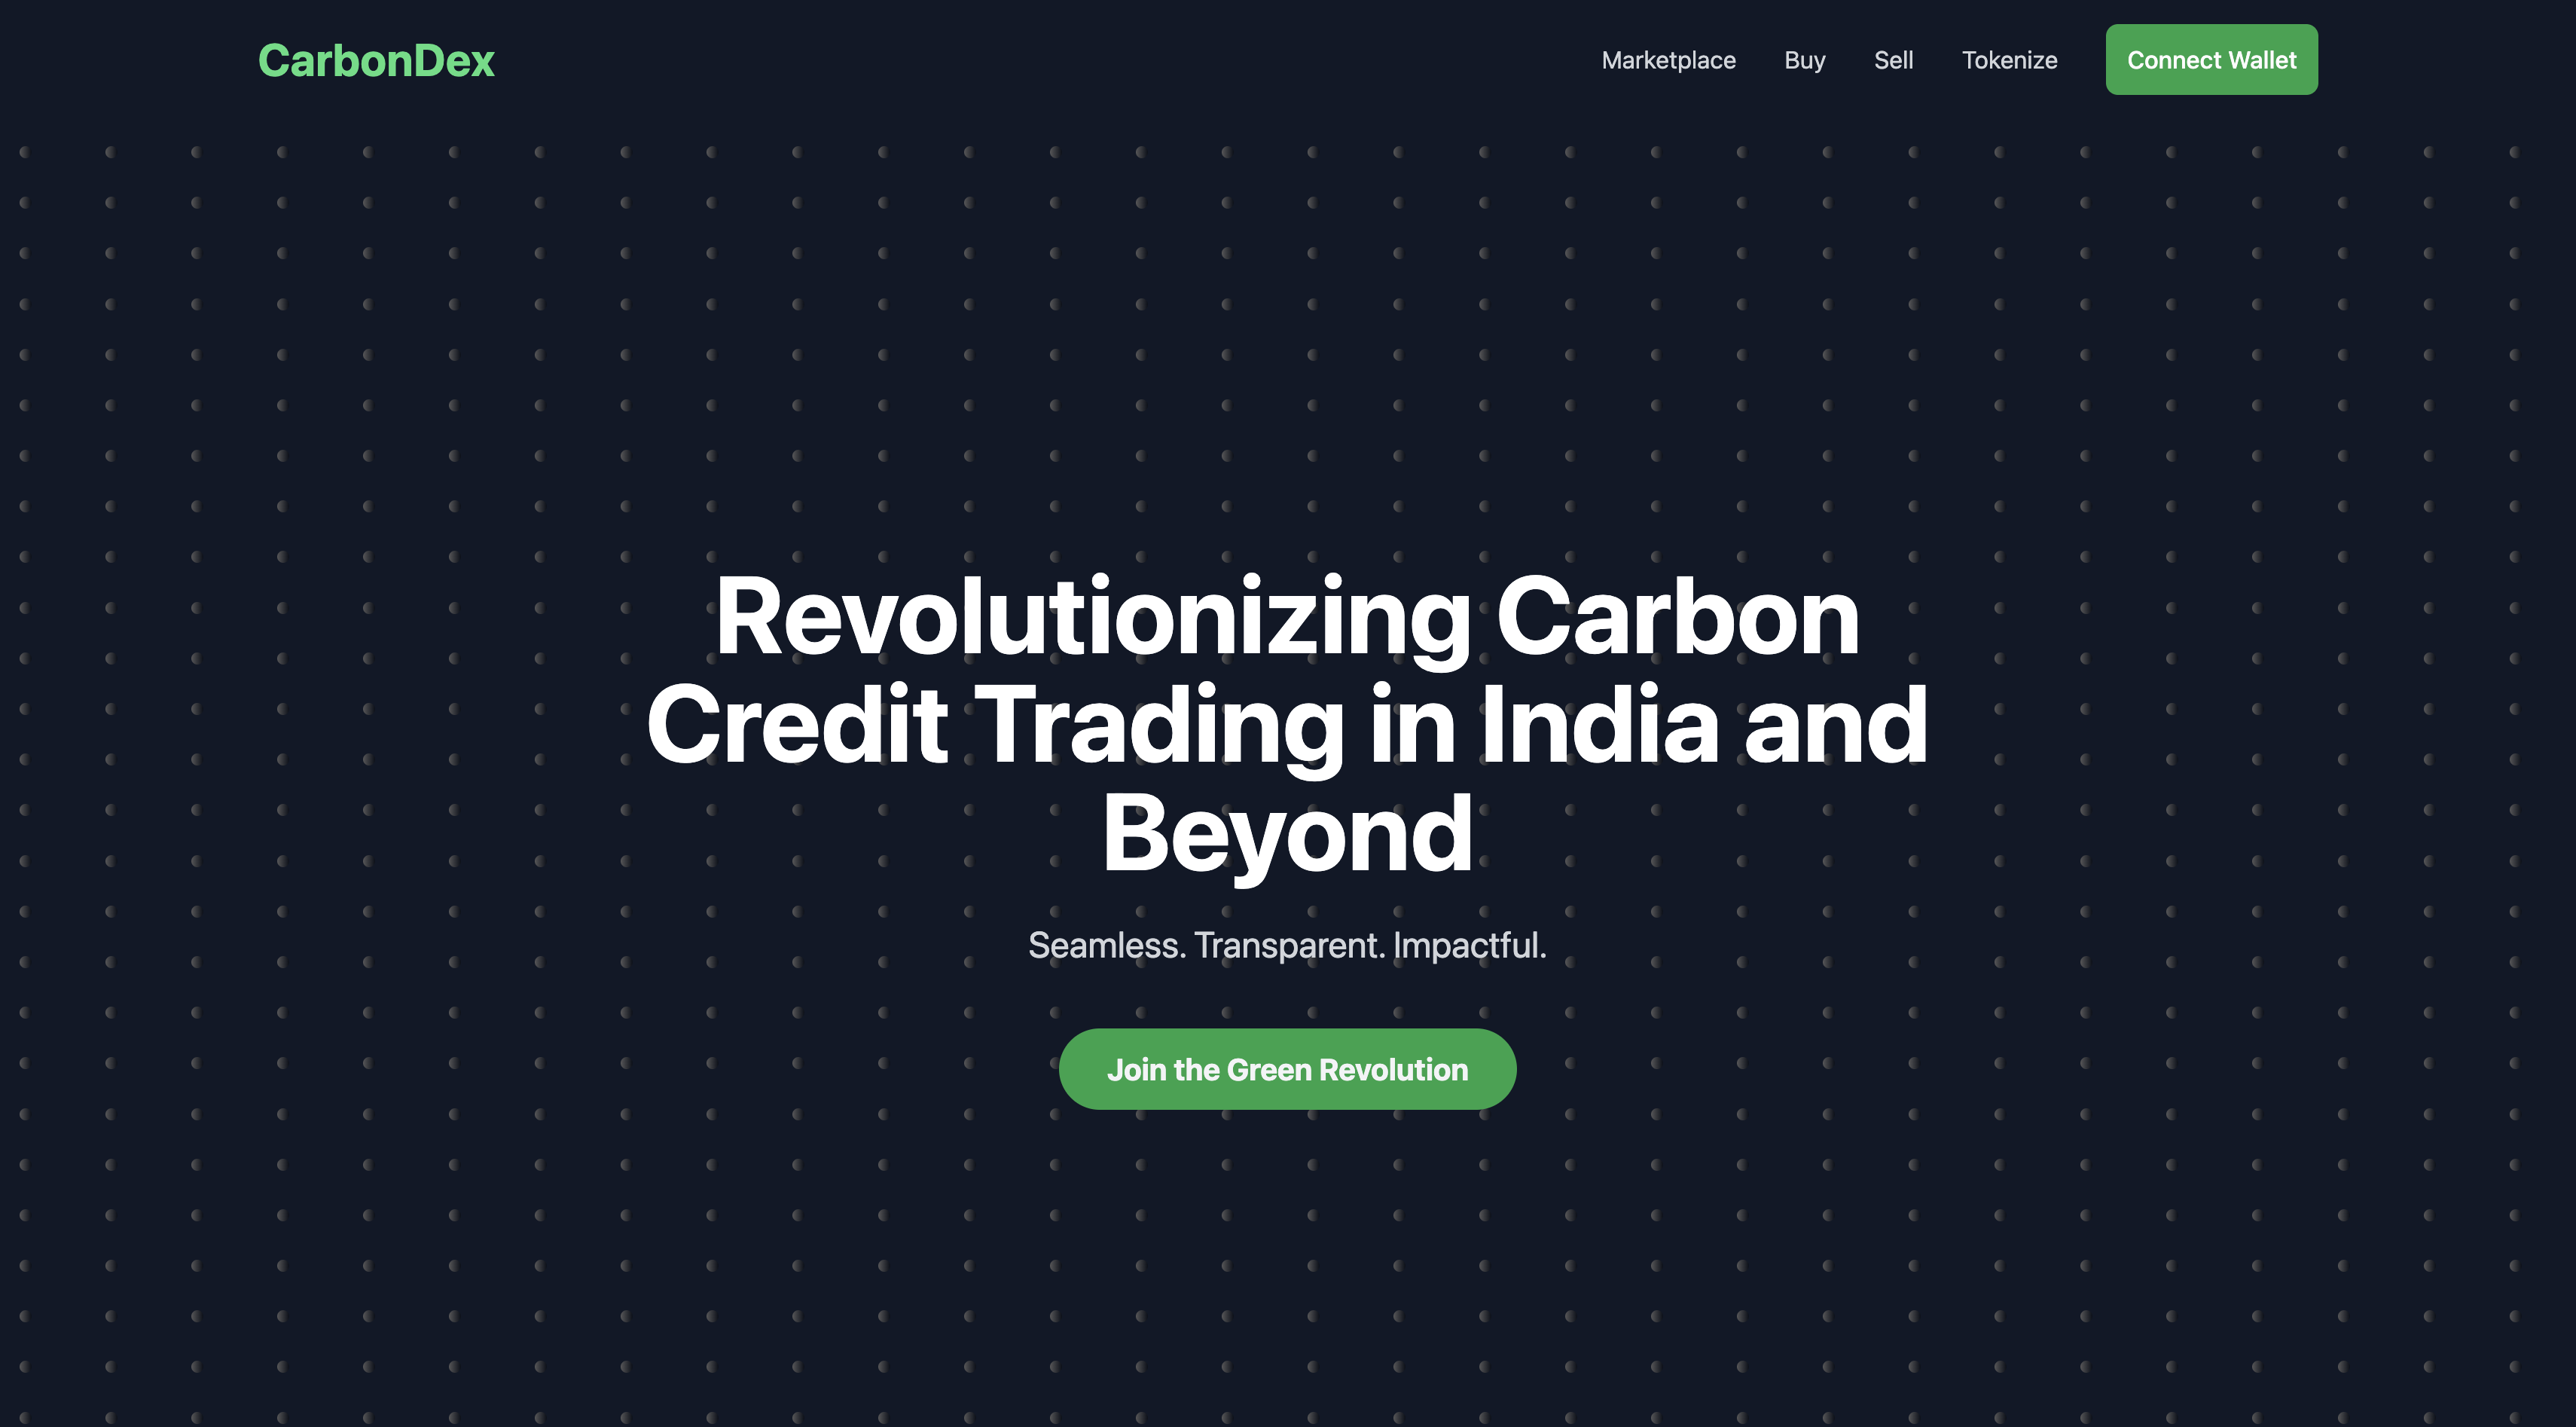 CarbonDex
Marketplace Buy Sell Tokenize Connect Wallet
Revolutionizing Carbon
Credit Trading in India and
Beyond
Seamless. Transparent. Impactful.
Join the Green Revolution